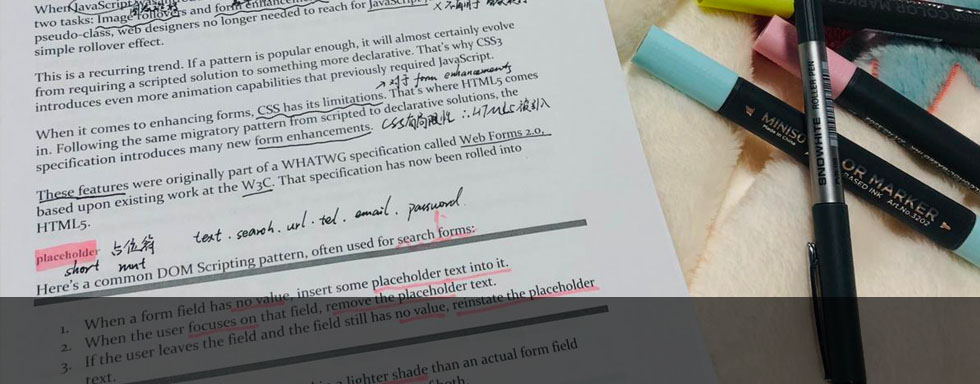 When JavaScript
two tasks: Image rollovers and form enhancements
pseudo-class, web designers no longer needed to reach for JavaScript
simple rollover effect.
This is a recurring trend. If a pattern is popular enough, it will almost certainly evolve
from requiring a scripted solution to something more declarative. That's why CSS3
introduces even more animation capabilities that previously required JavaScript.
→对于 form enhancements
When it comes to enhancing forms, CSS has its limitations. That's where HTML5 comes
in. Following the same migratory pattern from scripted to declarative solutions, the
specification introduces many new form enhancements. CSS有局限性 ∴HTML5被引入
These features were originally part of a WHATWG specification called Web Forms 2.0,
based upon existing work at the W3C. That specification has now been rolled into
HTML5.
text. search. url. tel. email. password.
placeholder 占位符
short
Here's a common DOM Scripting pattern, often used for search forms:
1. When a form field has no value, insert some placeholder text into it.
2. When the user focuses on that field, remove the placeholder text.
3. If the user leaves the field and the field still has no value, reinstate the placeholder
text.
lighter shade than an actual form field
both.
MINISO
Made in China
OR MARKER
BASED INK Art.No.3202
SNOWHITE ROLLER PEN
COLOR MARKER